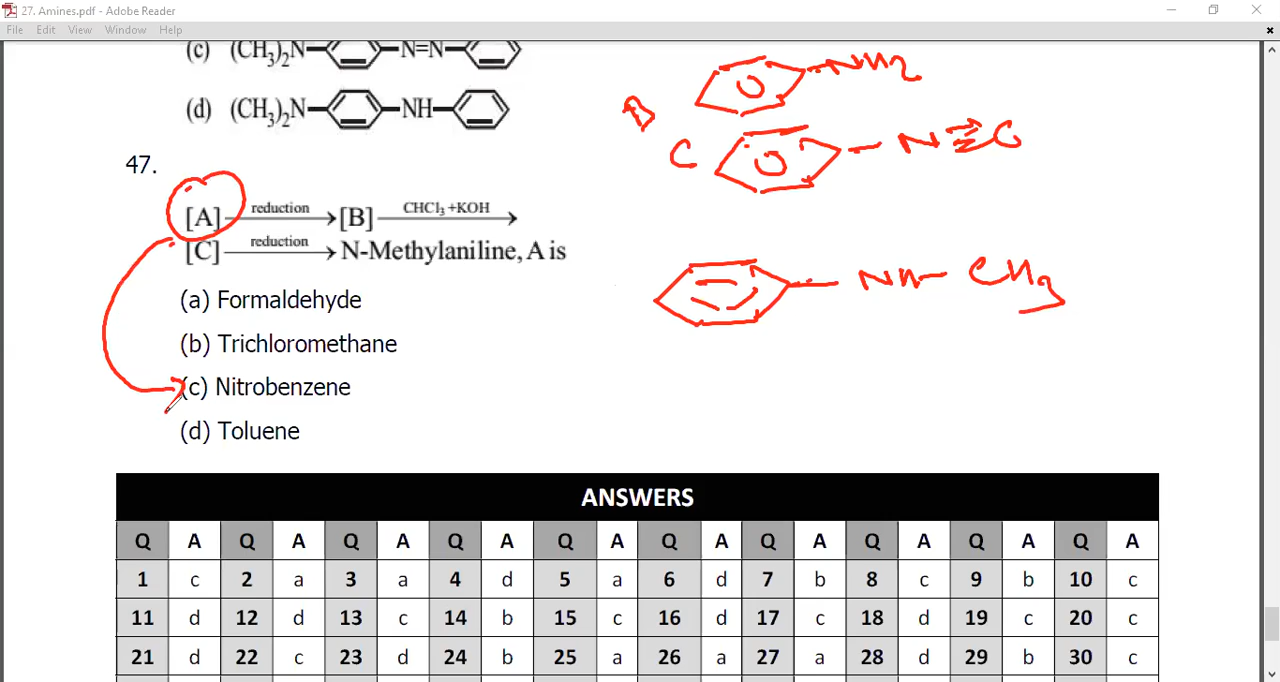 27. Amines.pdf - Adobe Reader
File Edit View Window Help
(c) (CH3)2N N=N
(d) (CH3)2N NH
NH2
B
C N≡C
47.
[A] reduction [B] CHCl3 +KOH
[C] reduction N-Methylaniline, A is
NH CH3
(a) Formaldehyde
(b) Trichloromethane
(c) Nitrobenzene
(d) Toluene
ANSWERS
Q A Q A Q A Q A Q A Q A Q A Q A Q A Q A
1 c 2 a 3 a 4 d 5 a 6 d 7 b 8 c 9 b 10 c
11 d 12 d 13 c 14 b 15 c 16 d 17 c 18 d 19 c 20 c
21 d 22 c 23 d 24 b 25 a 26 a 27 a 28 d 29 b 30 c